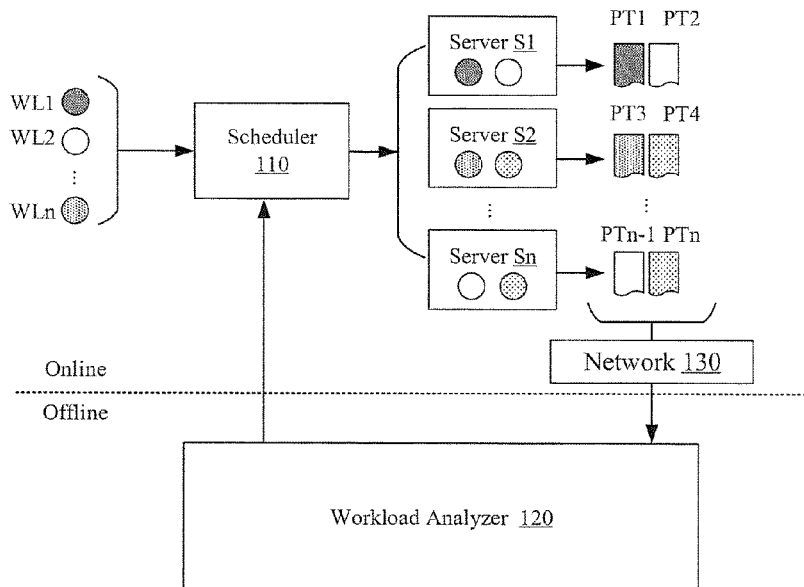 PT1 PT2
Server S1
WL1
WL2
⋮
WLn
Scheduler
110
PT3 PT4
Server S2
⋮
⋮
PTn-1 PTn
Server Sn
Network 130
Online
Offline
Workload Analyzer 120